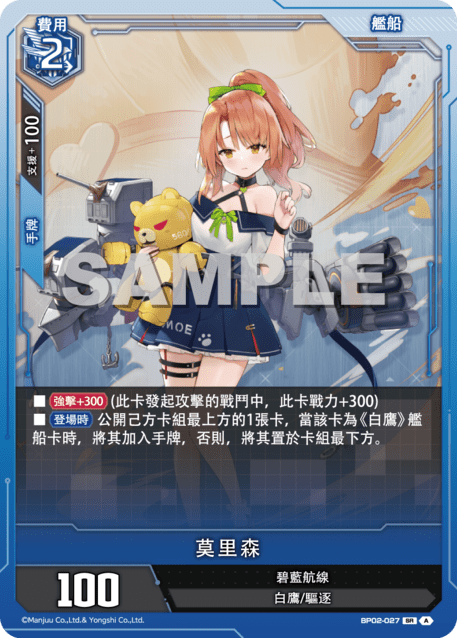 費用
艦船
2
支援+100
手牌
SAMPLE
MOE
■ 強擊+300 (此卡發起攻擊的戰鬥中，此卡戰力+300)
■ 登場時 公開己方卡組最上方的1張卡，當該卡為《白鷹》艦
船卡時，將其加入手牌，否則，將其置於卡組最下方。
莫里森
100
碧藍航線
白鷹/驅逐
©Manjuu Co.,Ltd.& Yongshi Co.,Ltd.
BP02-027 SR A